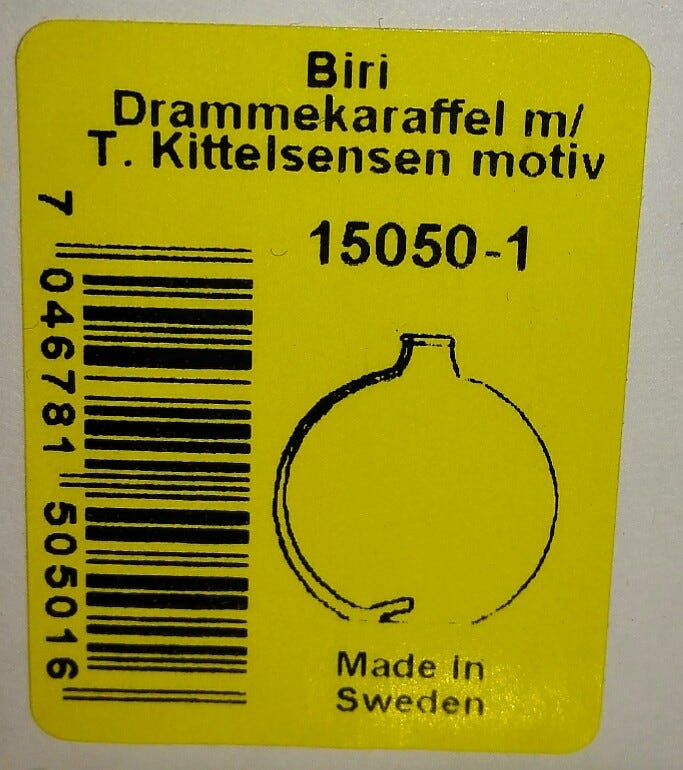 Biri
Drammekaraffel m/
T. Kittelsensen motiv
15050-1
7 046781 505016
Made in
Sweden